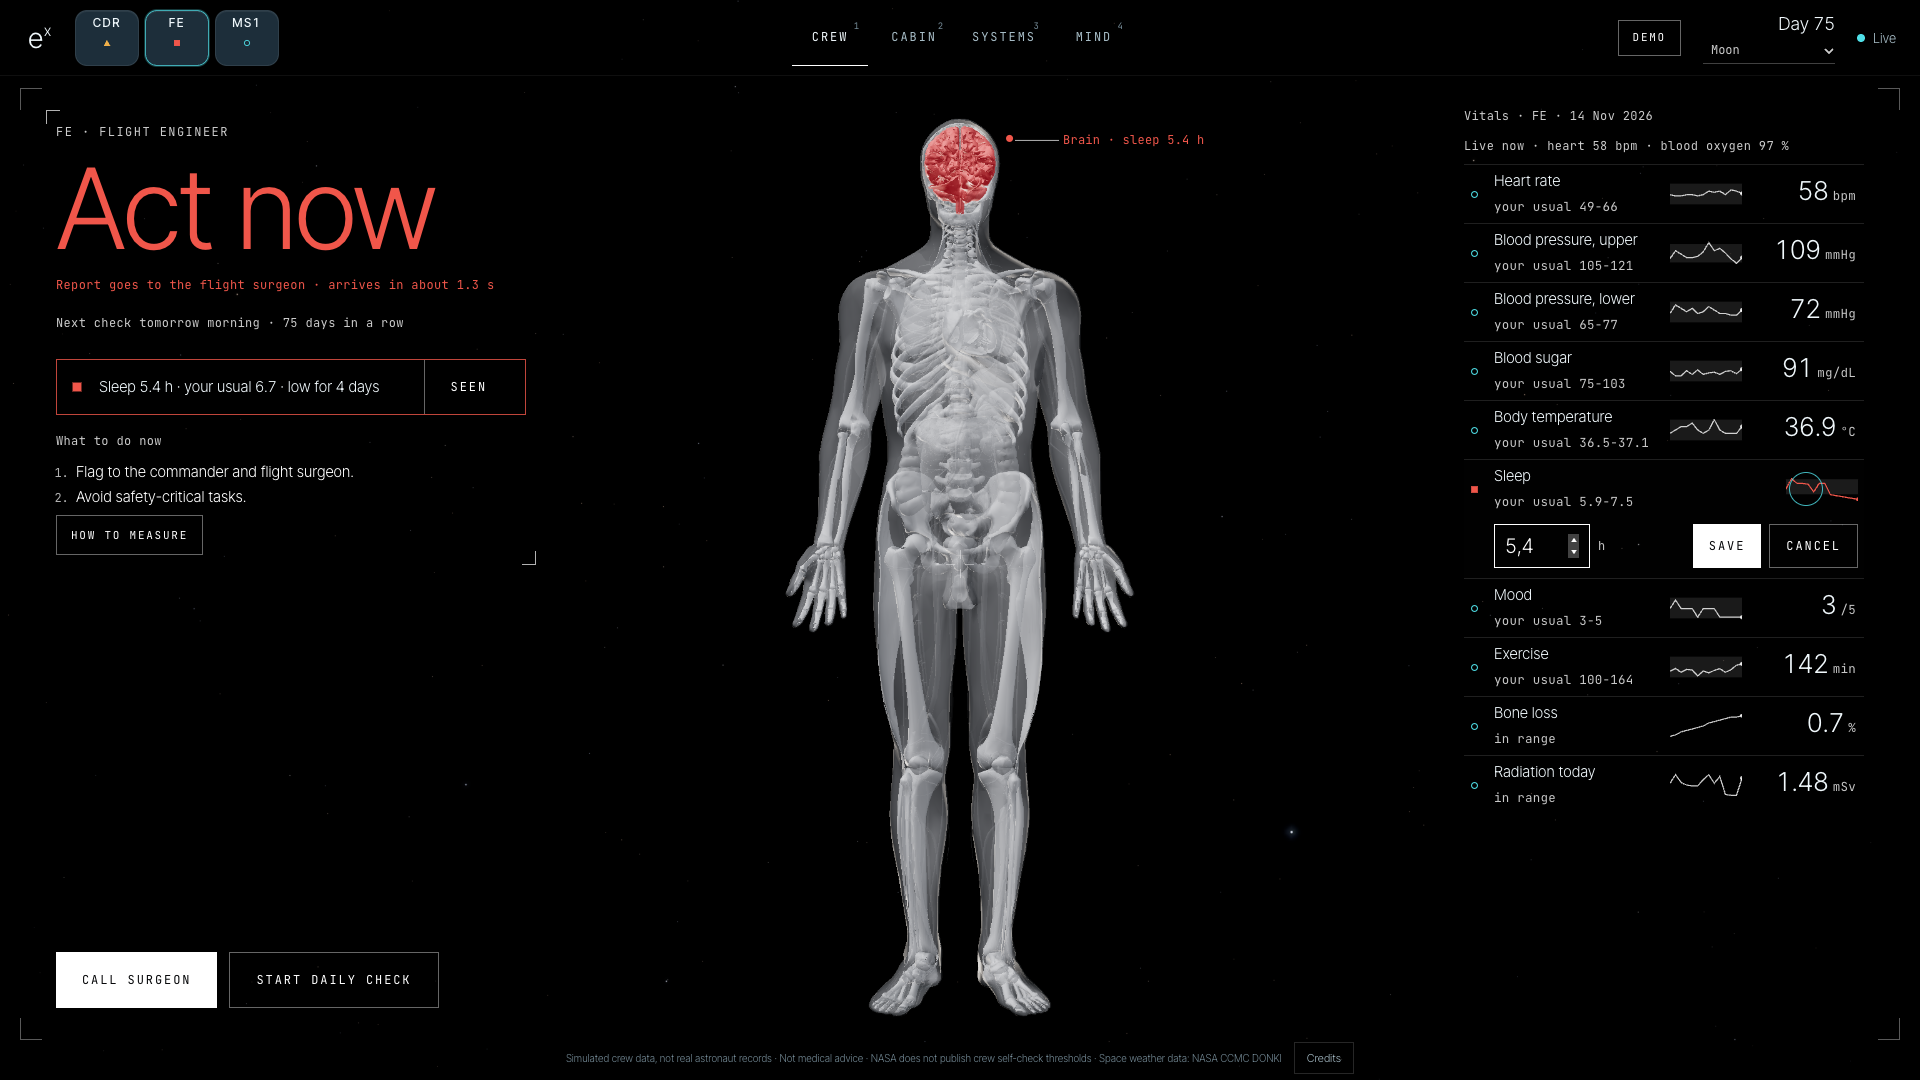 ex
CDR
FE
MS1
CREW 1
CABIN 2
SYSTEMS 3
MIND 4
DEMO
Day 75
Moon
Live
FE · FLIGHT ENGINEER
Act now
Report goes to the flight surgeon · arrives in about 1.3 s
Next check tomorrow morning · 75 days in a row
Sleep 5.4 h · your usual 6.7 · low for 4 days
SEEN
What to do now
1. Flag to the commander and flight surgeon.
2. Avoid safety-critical tasks.
HOW TO MEASURE
CALL SURGEON
START DAILY CHECK
Brain · sleep 5.4 h
Vitals · FE · 14 Nov 2026
Live now · heart 58 bpm · blood oxygen 97 %
Heart rate
your usual 49-66
58 bpm
Blood pressure, upper
your usual 105-121
109 mmHg
Blood pressure, lower
your usual 65-77
72 mmHg
Blood sugar
your usual 75-103
91 mg/dL
Body temperature
your usual 36.5-37.1
36.9 °C
Sleep
your usual 5.9-7.5
5,4 h
SAVE
CANCEL
Mood
your usual 3-5
3 /5
Exercise
your usual 100-164
142 min
Bone loss
in range
0.7 %
Radiation today
in range
1.48 mSv
Simulated crew data, not real astronaut records · Not medical advice · NASA does not publish crew self-check thresholds · Space weather data: NASA CCMC DONKI
Credits